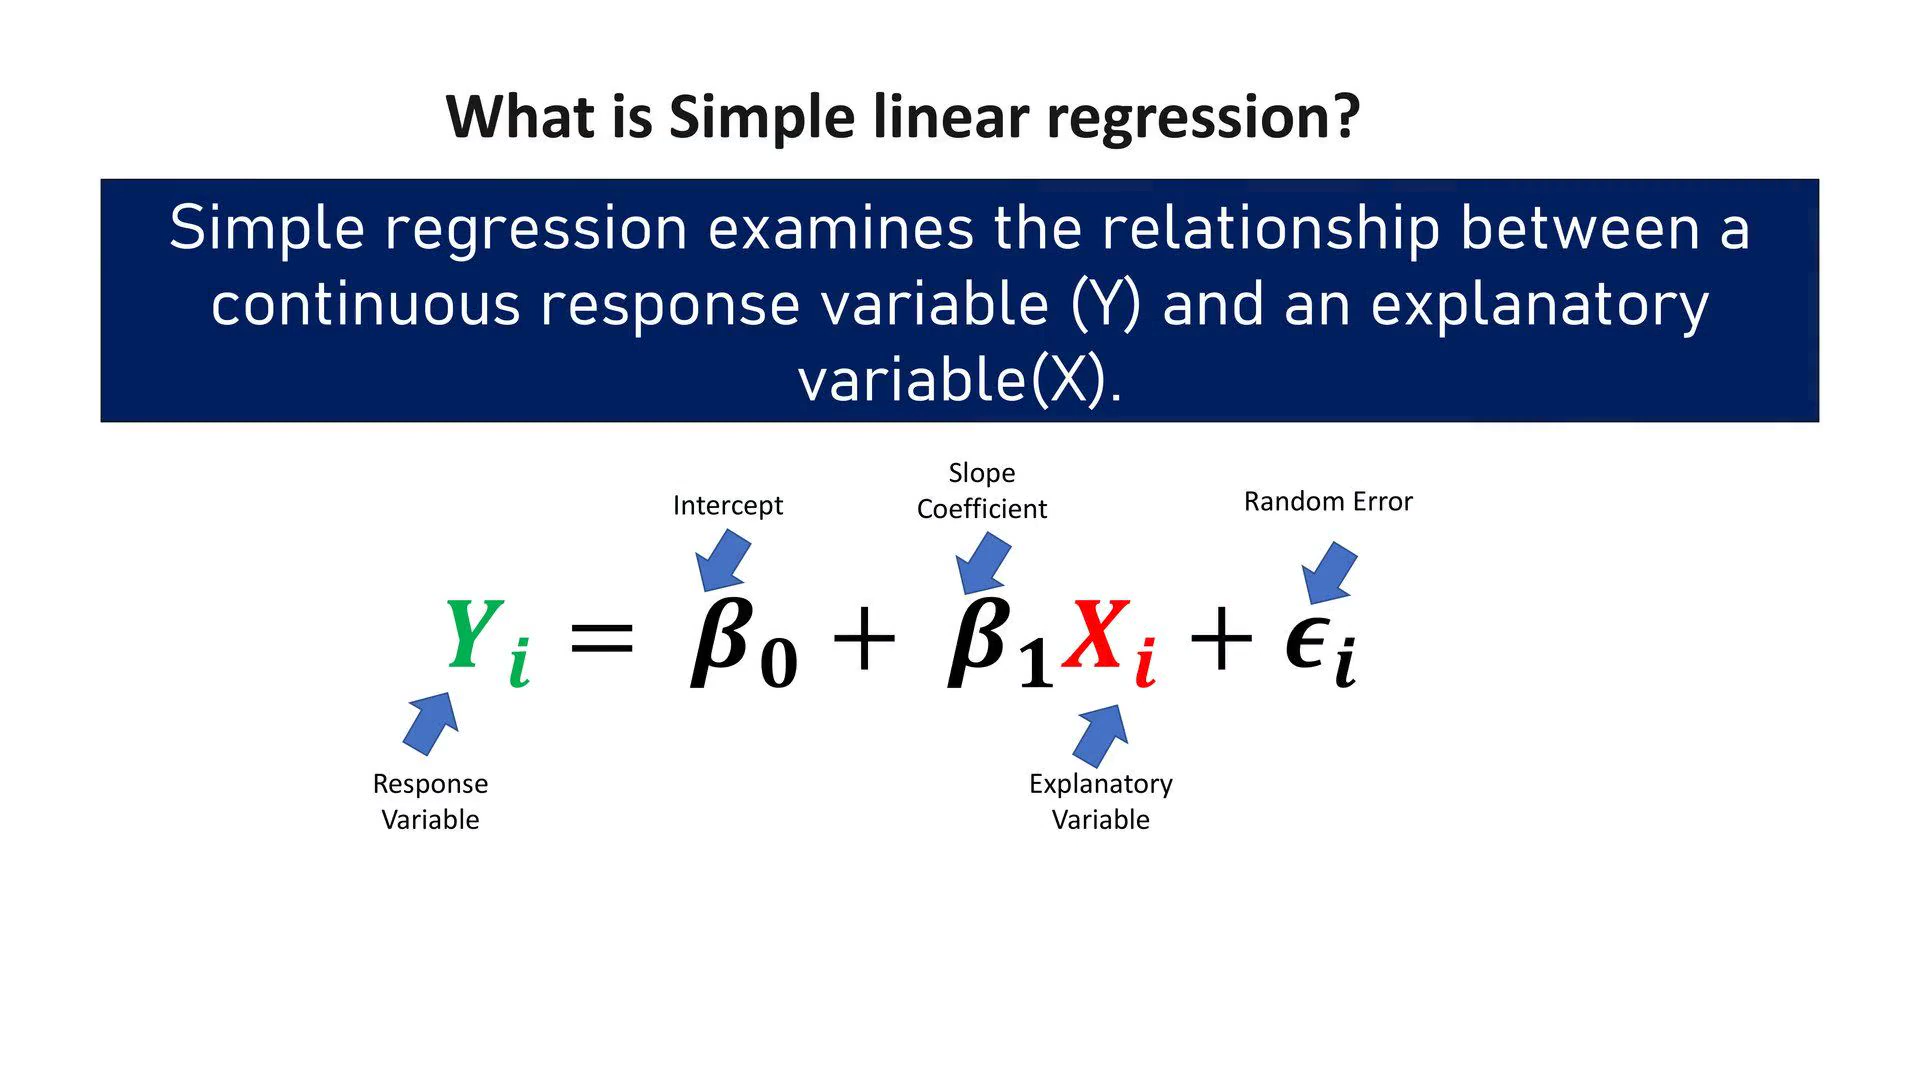 What is Simple linear regression?
Simple regression examines the relationship between a
continuous response variable (Y) and an explanatory
variable(X).
Intercept
Slope
Coefficient
Random Error
Yᵢ = β₀ + β₁Xᵢ + ϵᵢ
Response
Variable
Explanatory
Variable